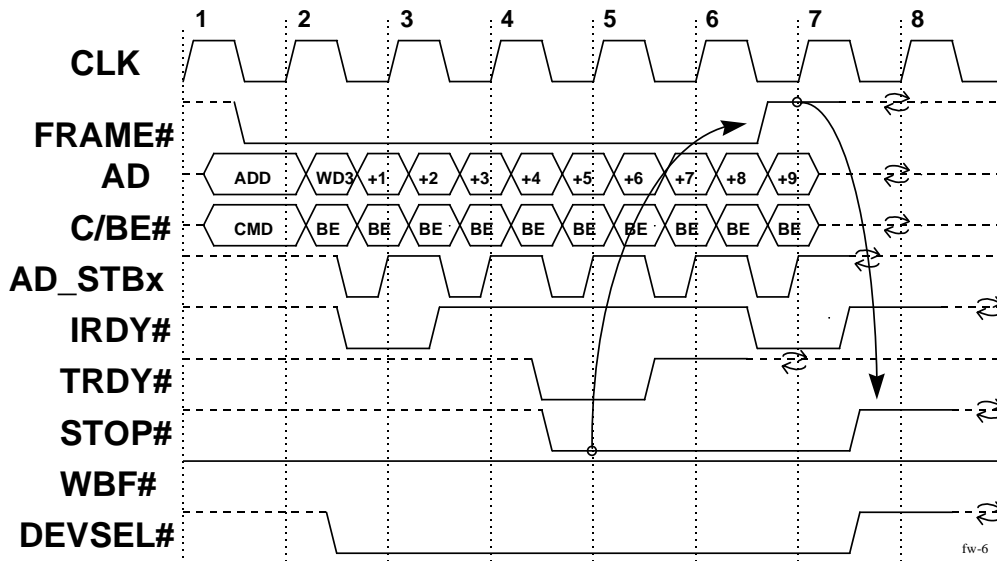 1 2 3 4 5 6 7 8
CLK
FRAME#
AD ADD WD3 +1 +2 +3 +4 +5 +6 +7 +8 +9
C/BE# CMD BE BE BE BE BE BE BE BE BE BE
AD_STBx
IRDY#
TRDY#
STOP#
WBF#
DEVSEL#
fw-6